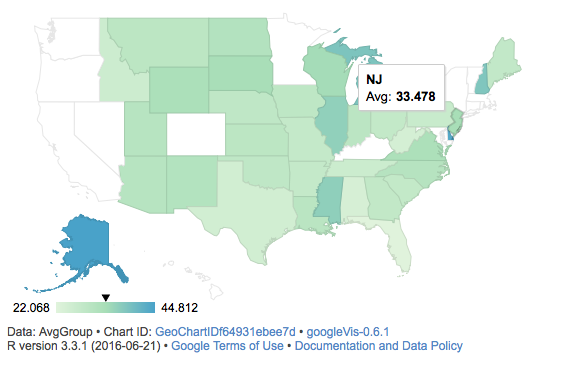 NJ
Avg: 33.478
22.068 44.812
Data: AvgGroup • Chart ID: GeoChartIDf64931ebee7d • googleVis-0.6.1
R version 3.3.1 (2016-06-21) • Google Terms of Use • Documentation and Data Policy